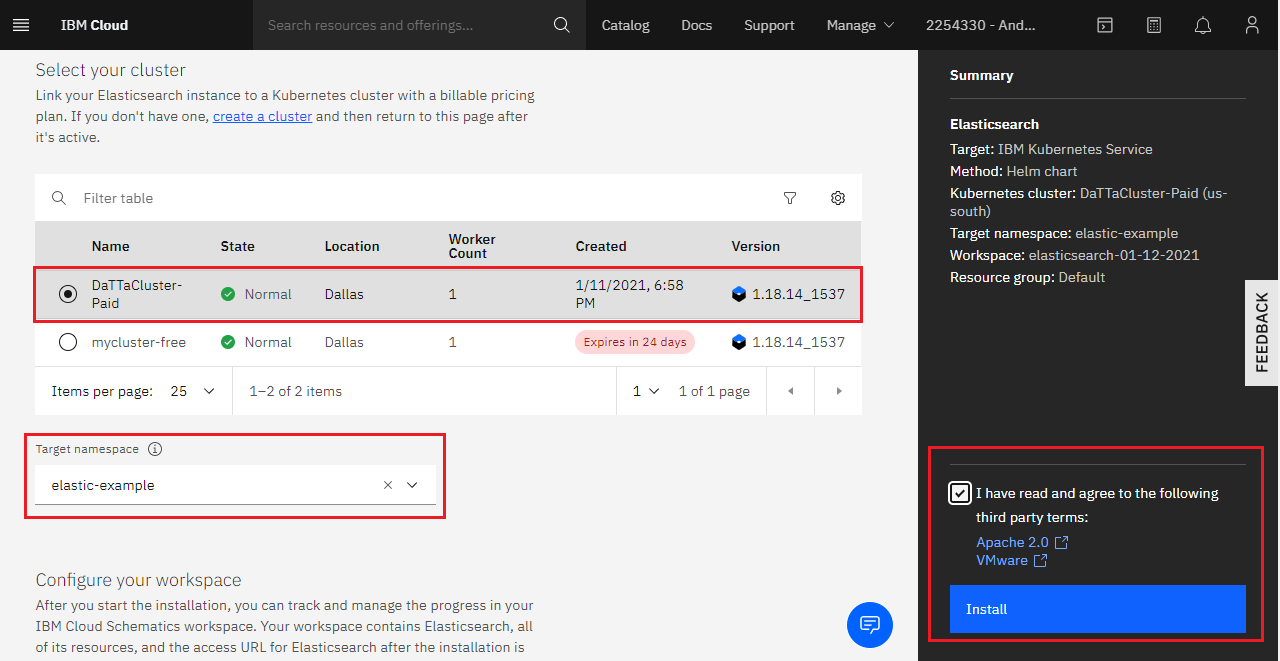 IBM Cloud
Search resources and offerings...
Catalog
Docs
Support
Manage
2254330 - And...
Select your cluster
Link your Elasticsearch instance to a Kubernetes cluster with a billable pricing
plan. If you don't have one, create a cluster and then return to this page after
it's active.
Filter table
Name State Location Worker Count Created Version
DaTTaCluster-Paid Normal Dallas 1 1/11/2021, 6:58 PM 1.18.14_1537
mycluster-free Normal Dallas 1 Expires in 24 days 1.18.14_1537
Items per page: 25 1–2 of 2 items 1 1 of 1 page
Target namespace
elastic-example
Configure your workspace
After you start the installation, you can track and manage the progress in your
IBM Cloud Schematics workspace. Your workspace contains Elasticsearch, all
of its resources, and the access URL for Elasticsearch after the installation is
Summary
Elasticsearch
Target: IBM Kubernetes Service
Method: Helm chart
Kubernetes cluster: DaTTaCluster-Paid (us-
south)
Target namespace: elastic-example
Workspace: elasticsearch-01-12-2021
Resource group: Default
FEEDBACK
I have read and agree to the following
third party terms:
Apache 2.0
VMware
Install